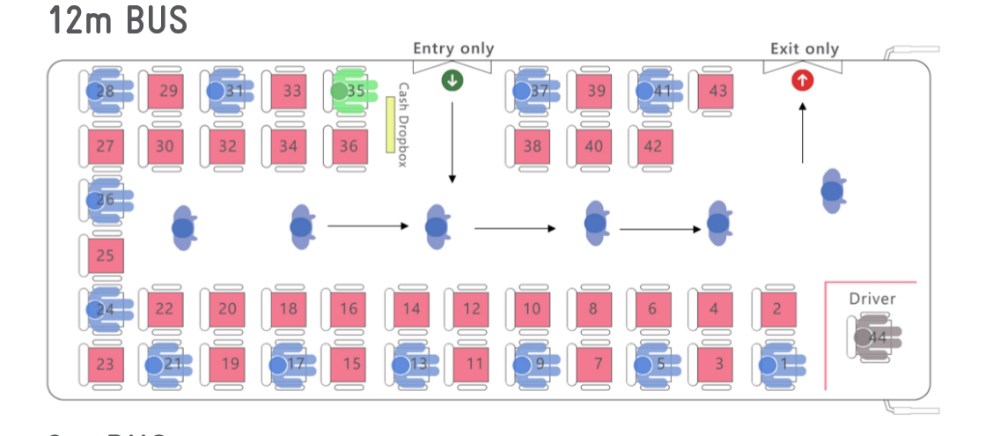 12m BUS
Entry only
Exit only
28 29 31 33 35 37 39 41 43
Cash Dropbox
27 30 32 34 36 38 40 42
26
25
24 22 20 18 16 14 12 10 8 6 4 2
Driver
44
23 21 19 17 15 13 11 9 7 5 3 1